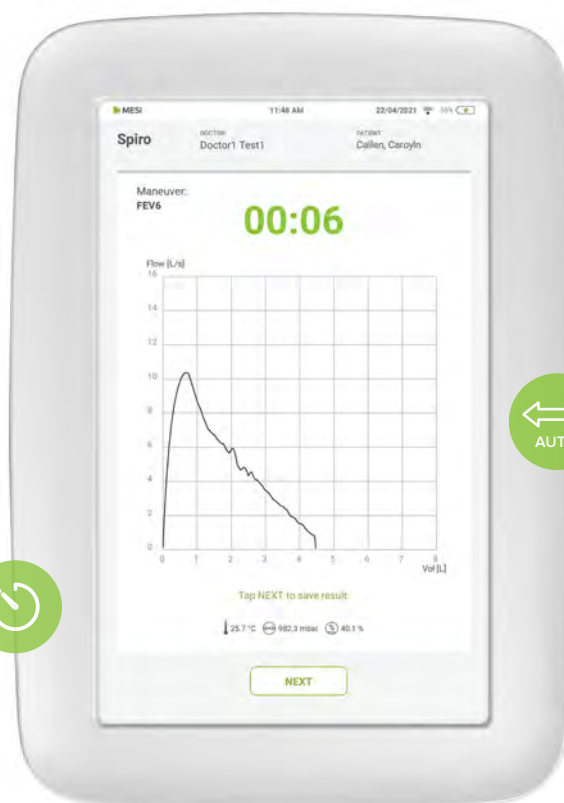 MESI 11:48 AM 22/04/2021
Spiro
DOCTOR
Doctor1 Test1
PATIENT
Callen, Caroyln
Maneuver:
FEV6
00:06
Flow [L/s]
16
14
12
10
8
6
4
2
0
0 1 2 3 4 5 6 7 8
Vol [L]
Tap NEXT to save result
25.7 °C 982.3 mbar 40.1 %
NEXT
AUT